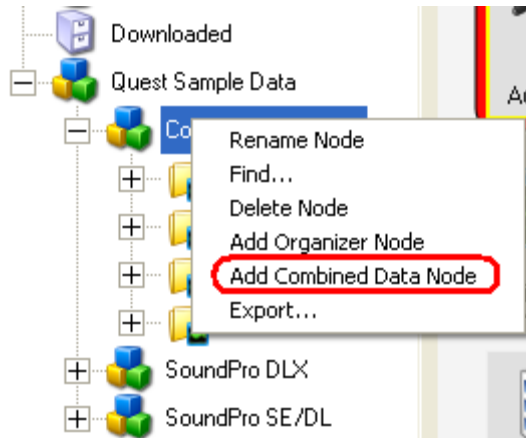 Downloaded
Quest Sample Data
Co
Rename Node
Find...
Delete Node
Add Organizer Node
Add Combined Data Node
Export...
SoundPro DLX
SoundPro SE/DL